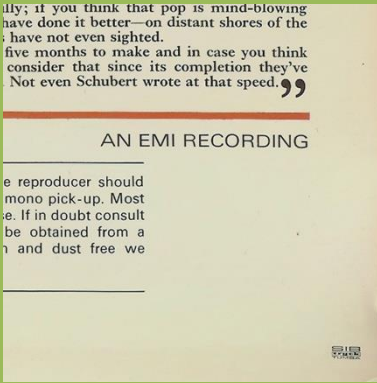 lly; if you think that pop is mind-blowing
have done it better—on distant shores of the
have not even sighted.
five months to make and in case you think
consider that since its completion they've
Not even Schubert wrote at that speed.”
AN EMI RECORDING
e reproducer should
mono pick-up. Most
se. If in doubt consult
be obtained from a
and dust free we